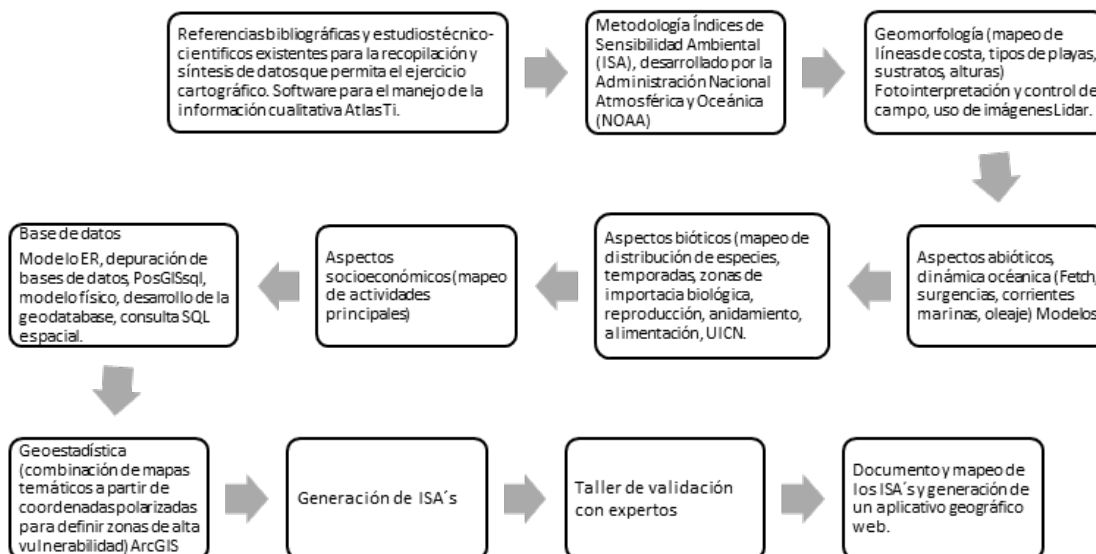 Referencias bibliográficas y estudios técnico-
cientificos existentes para la recopilación y
síntesis de datos que permita el ejercicio
cartográfico. Software para el manejo de la
información cualitativa AtlasTi.
Metodología Índices de
Sensibilidad Ambiental
(ISA), desarrollado por la
Administración Nacional
Atmosférica y Oceánica
(NOAA)
Geomorfología (mapeo de
líneas de costa, tipos de playas,
sustratos, alturas)
Fotointerpretación y control de
campo, uso de imágenes Lidar.
Aspectos abióticos,
dinámica océanica (Fetch,
surgencias, corrientes
marinas, oleaje) Modelos
Aspectos bióticos (mapeo de
distribución de especies,
temporadas, zonas de
importacia biológica,
reproducción, anidamiento,
alimentación, UICN.
Aspectos
socioeconómicos (mapeo
de actividades
principales)
Base de datos
Modelo ER, depuración de
bases de datos, PosGISsql,
modelo físico, desarrollo de la
geodatabase, consulta SQL
espacial.
Geoestadística
(combinación de mapas
temáticos a partir de
coordenadas polarizadas
para definir zonas de alta
vulnerabilidad) ArcGIS
Generación de ISA´s
Taller de validación
con expertos
Documento y mapeo de
los ISA´s y generación de
un aplicativo geográfico
web.